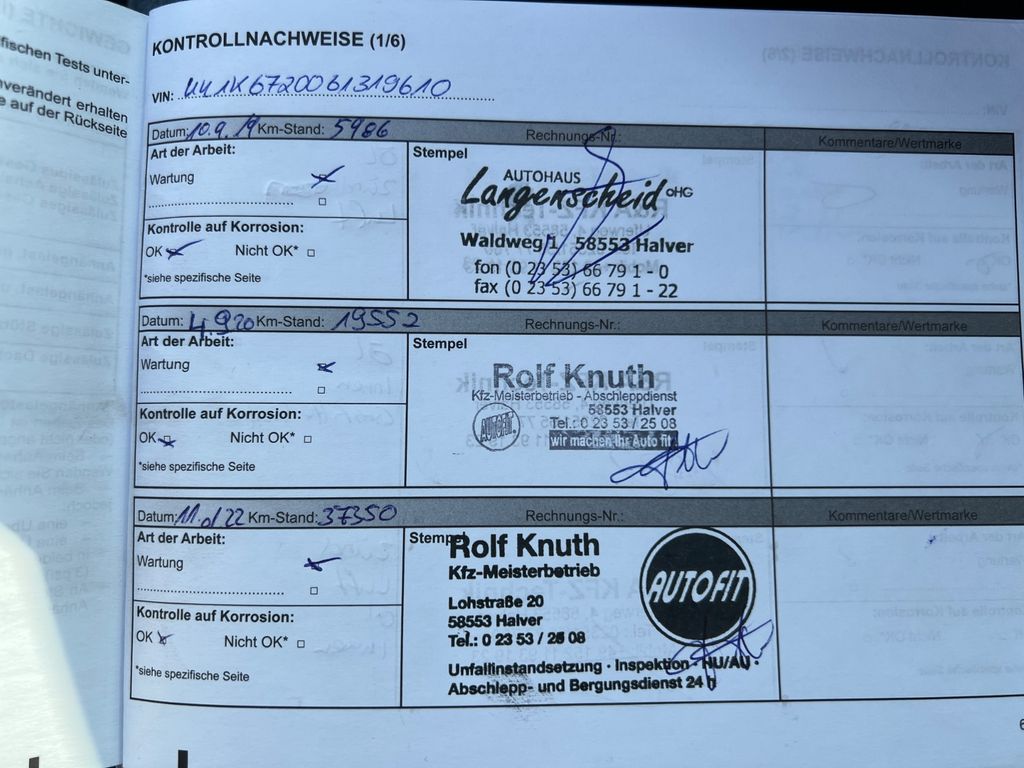 fischen Tests unter-
verändert erhalten
e auf der Rückseite
KONTROLLNACHWEISE (1/6)
VIN: UU1K6720061319610
Datum: 10.9.19 Km-Stand: 5986 Rechnungs-Nr.: Kommentare/Wertmarke
Art der Arbeit:
Wartung
Kontrolle auf Korrosion:
OK Nicht OK*
*siehe spezifische Seite
Stempel
AUTOHAUS
Langenscheid OHG
Waldweg 1, 58553 Halver
fon (0 23 53) 66 79 1 - 0
fax (0 23 53) 66 79 1 - 22
Datum: 4.9.20 Km-Stand: 19552 Rechnungs-Nr.: Kommentare/Wertmarke
Art der Arbeit:
Wartung
Kontrolle auf Korrosion:
OK Nicht OK*
*siehe spezifische Seite
Stempel
Rolf Knuth
Kfz-Meisterbetrieb - Abschleppdienst
58553 Halver
Tel.: 0 23 53 / 25 08
AUTOFIT
wir machen Ihr Auto fit
Datum: 11.01.22 Km-Stand: 37350 Rechnungs-Nr.: Kommentare/Wertmarke
Art der Arbeit:
Wartung
Kontrolle auf Korrosion:
OK Nicht OK*
*siehe spezifische Seite
Stempel
Rolf Knuth
Kfz-Meisterbetrieb
Lohstraße 20
58553 Halver
Tel.: 0 23 53 / 25 08
AUTOFIT
Unfallinstandsetzung · Inspektion · HU/AU ·
Abschlepp- und Bergungsdienst 24 h